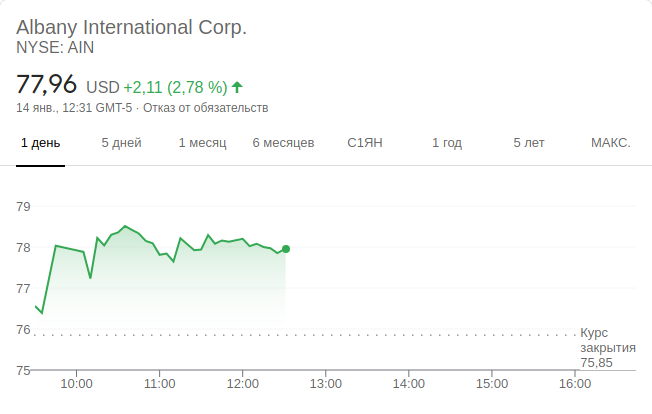 Albany International Corp.
NYSE: AIN
77,96 USD +2,11 (2,78 %)
14 янв., 12:31 GMT-5 · Отказ от обязательств
1 день 5 дней 1 месяц 6 месяцев С1ЯН 1 год 5 лет МАКС.
79
78
77
76
75
Курс
закрытия
75,85
10:00 11:00 12:00 13:00 14:00 15:00 16:00